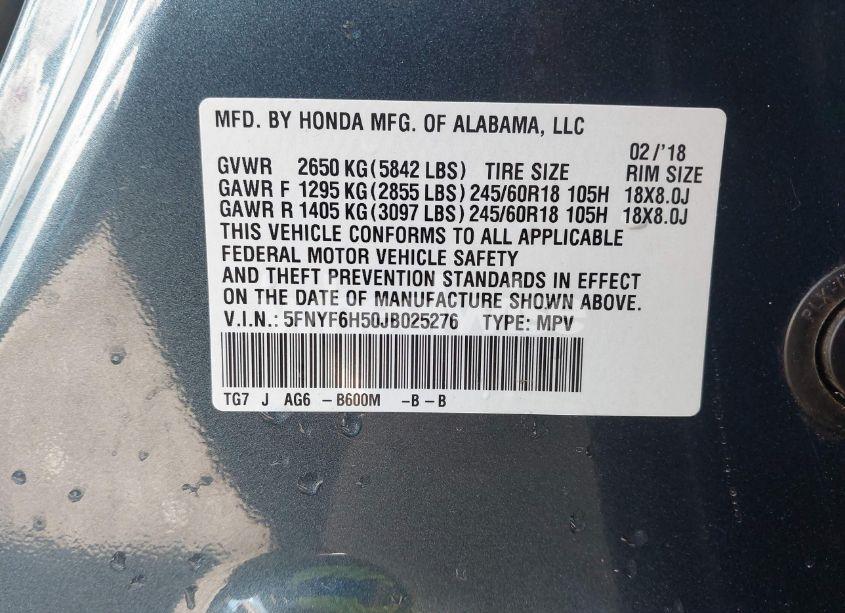 MFD. BY HONDA MFG. OF ALABAMA, LLC
02/'18
GVWR 2650 KG (5842 LBS) TIRE SIZE RIM SIZE
GAWR F 1295 KG (2855 LBS) 245/60R18 105H 18X8.0J
GAWR R 1405 KG (3097 LBS) 245/60R18 105H 18X8.0J
THIS VEHICLE CONFORMS TO ALL APPLICABLE
FEDERAL MOTOR VEHICLE SAFETY
AND THEFT PREVENTION STANDARDS IN EFFECT
ON THE DATE OF MANUFACTURE SHOWN ABOVE.
V.I.N.: 5FNYF6H50JB025276 TYPE: MPV
TG7 J AG6 -B600M -B-B